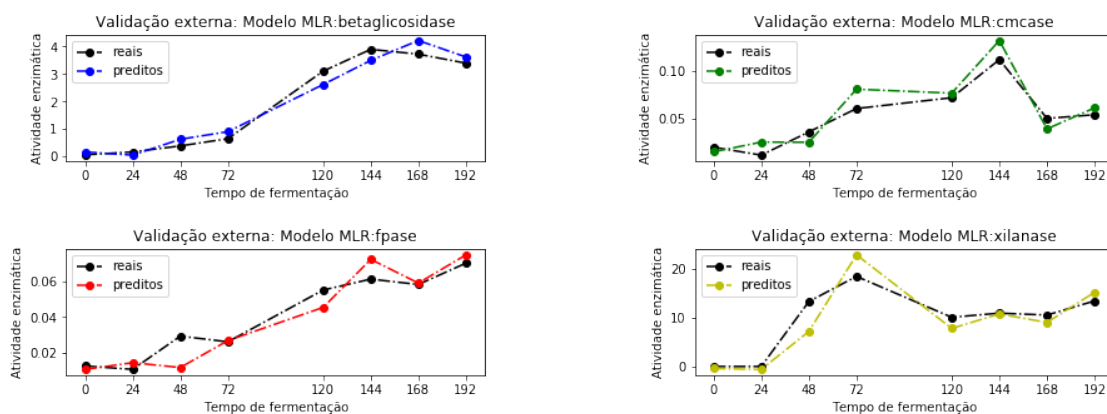 Validação externa: Modelo MLR:betaglicosidase
Atividade enzimática
4
3
2
1
0
reais
preditos
0 24 48 72 120 144 168 192
Tempo de fermentação
Validação externa: Modelo MLR:cmcase
Atividade enzimática
0.10
0.05
reais
preditos
0 24 48 72 120 144 168 192
Tempo de fermentação
Validação externa: Modelo MLR:fpase
Atividade enzimática
0.06
0.04
0.02
reais
preditos
0 24 48 72 120 144 168 192
Tempo de fermentação
Validação externa: Modelo MLR:xilanase
Atividade enzimática
20
10
0
reais
preditos
0 24 48 72 120 144 168 192
Tempo de fermentação